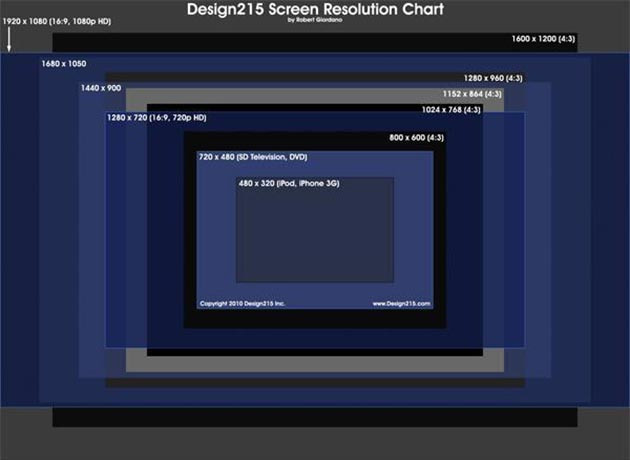 Design215 Screen Resolution Chart
by Robert Giordano
1920 x 1080 (16:9, 1080p HD)
1600 x 1200 (4:3)
1680 x 1050
1280 x 960 (4:3)
1440 x 900
1152 x 864 (4:3)
1024 x 768 (4:3)
1280 x 720 (16:9, 720p HD)
800 x 600 (4:3)
720 x 480 (SD Television, DVD)
480 x 320 (iPod, iPhone 3G)
Copyright 2010 Design215 Inc. www.Design215.com